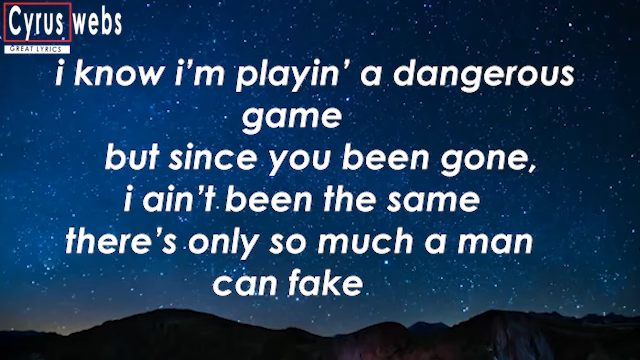 Cyrus webs
GREAT LYRICS
i know i'm playin' a dangerous
game
but since you been gone,
i ain't been the same
there's only so much a man
can fake